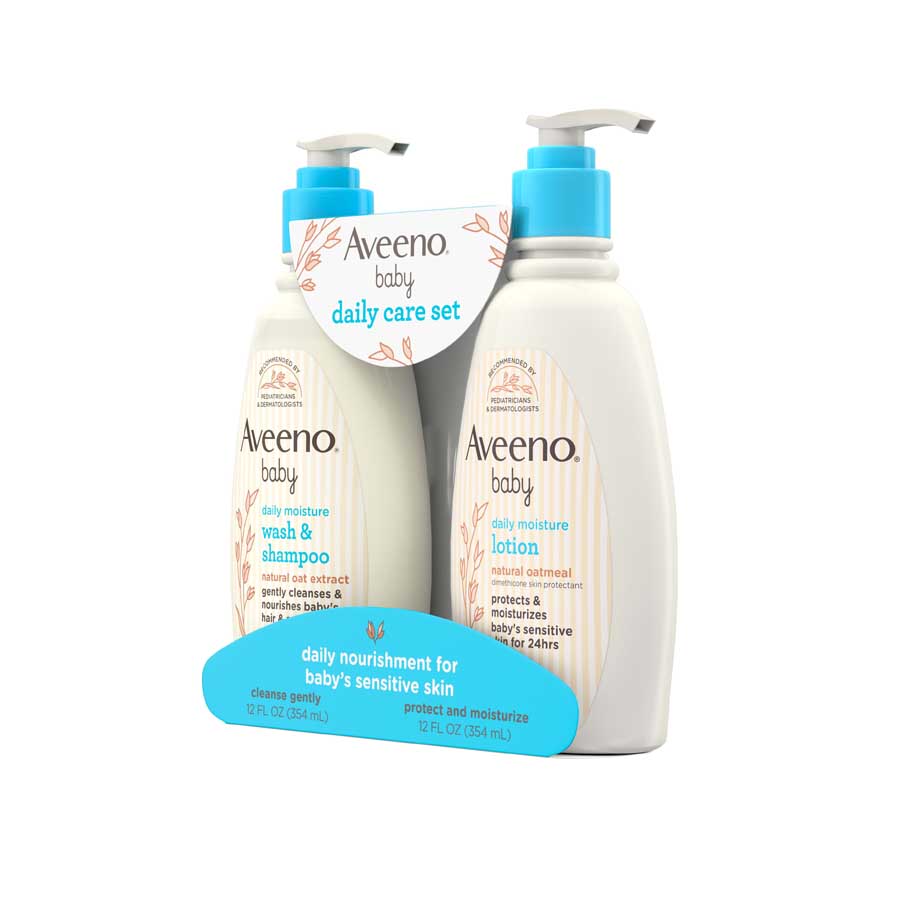 Aveeno®
baby
daily care set
RECOMMENDED BY
PEDIATRICIANS
& DERMATOLOGISTS
Aveeno®
baby
daily moisture
wash &
shampoo
natural oat extract
gently cleanses &
nourishes baby's
hair &
RECOMMENDED BY
PEDIATRICIANS
& DERMATOLOGISTS
Aveeno®
baby
daily moisture
lotion
natural oatmeal
dimethicone skin protectant
protects &
moisturizes
baby's sensitive
skin for 24hrs
daily nourishment for
baby's sensitive skin
cleanse gently
12 FL OZ (354 mL)
protect and moisturize
12 FL OZ (354 mL)